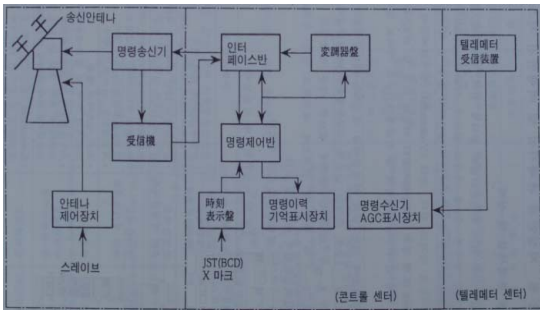 송신안테나
명령송신기
인터
페이스반
変調器盤
텔레메터
受信装置
受信機
명령제어반
안테나
제어장치
時刻
表示盤
명령이력
기억표시장치
명령수신기
AGC표시장치
스레이브
JST(BCD)
X 마크
(콘트롤 센터)
(텔레메터 센터)